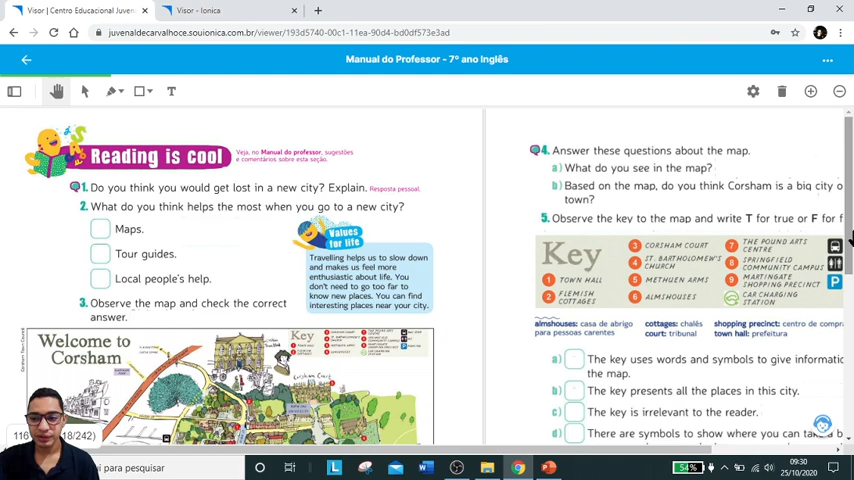 Visor | Centro Educacional Juven
Visor - Ionica
juvenaldecarvalhoce.souionica.com.br/viewer/193d5740-00c1-11ea-90d4-bd0df573e3ad
Manual do Professor - 7º ano Inglês
Reading is cool
Veja, no Manual do professor, sugestões
e comentários sobre esta seção.
1. Do you think you would get lost in a new city? Explain. Resposta pessoal.
2. What do you think helps the most when you go to a new city?
Maps.
Tour guides.
Local people's help.
Values
for life
Travelling helps us to slow down
and makes us feel more
enthusiastic about life. You
don't need to go too far to
know new places. You can find
interesting places near your city.
3. Observe the map and check the correct
answer.
Corsham Town Council
Welcome to
Corsham
Key
Corsham Court
4. Answer these questions about the map.
a) What do you see in the map?
b) Based on the map, do you think Corsham is a big city o
town?
5. Observe the key to the map and write T for true or F for f
Key
1 TOWN HALL
2 FLEMISH
COTTAGES
3 CORSHAM COURT
4 ST. BARTHOLOMEW'S
CHURCH
5 METHUEN ARMS
6 ALMSHOUSES
7 THE POUND ARTS
CENTRE
8 SPRINGFIELD
COMMUNITY CAMPUS
9 MARTINGATE
SHOPPING PRECINCT
CAR CHARGING
STATION
P
almshouses: casa de abrigo
para pessoas carentes
cottages: chalés
court: tribunal
shopping precinct: centro de compra
town hall: prefeitura
a) The key uses words and symbols to give informatio
the map.
b) The key presents all the places in this city.
c) The key is irrelevant to the reader.
d) There are symbols to show where you can take a b
116
18/242)
ui para pesquisar
54%
09:30
25/10/2020